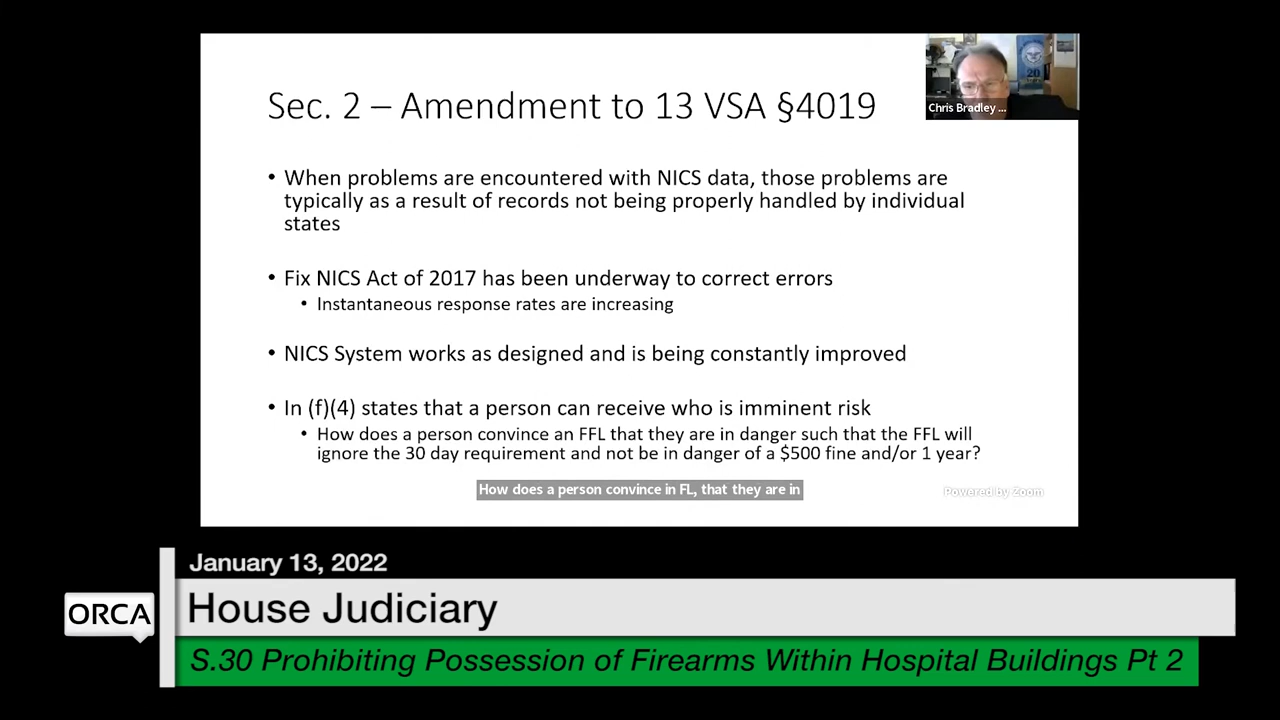 Sec. 2 – Amendment to 13 VSA §4019
Chris Bradley ...
• When problems are encountered with NICS data, those problems are
typically as a result of records not being properly handled by individual
states
• Fix NICS Act of 2017 has been underway to correct errors
• Instantaneous response rates are increasing
• NICS System works as designed and is being constantly improved
• In (f)(4) states that a person can receive who is imminent risk
• How does a person convince an FFL that they are in danger such that the FFL will
ignore the 30 day requirement and not be in danger of a $500 fine and/or 1 year?
How does a person convince in FL, that they are in
Powered by Zoom
January 13, 2022
ORCA
House Judiciary
S.30 Prohibiting Possession of Firearms Within Hospital Buildings Pt 2